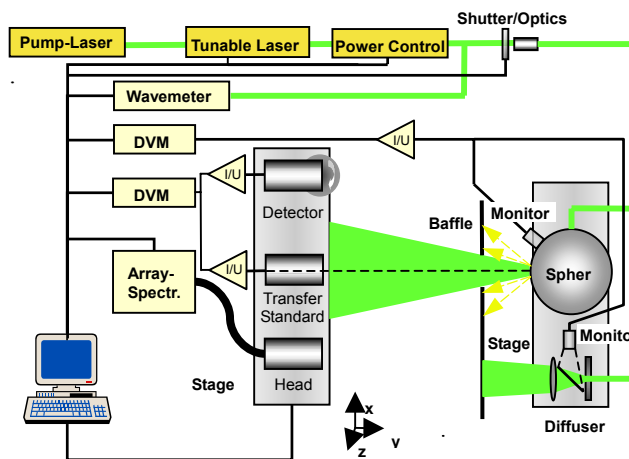 Shutter/Optics
Pump-Laser
Tunable Laser
Power Control
Wavemeter
DVM
I/U
DVM
I/U
Detector
Monitor
Baffle
Spher
I/U
Array-
Spectr.
Transfer
Standard
Monito
Stage
Stage
Head
x
y
z
Diffuser